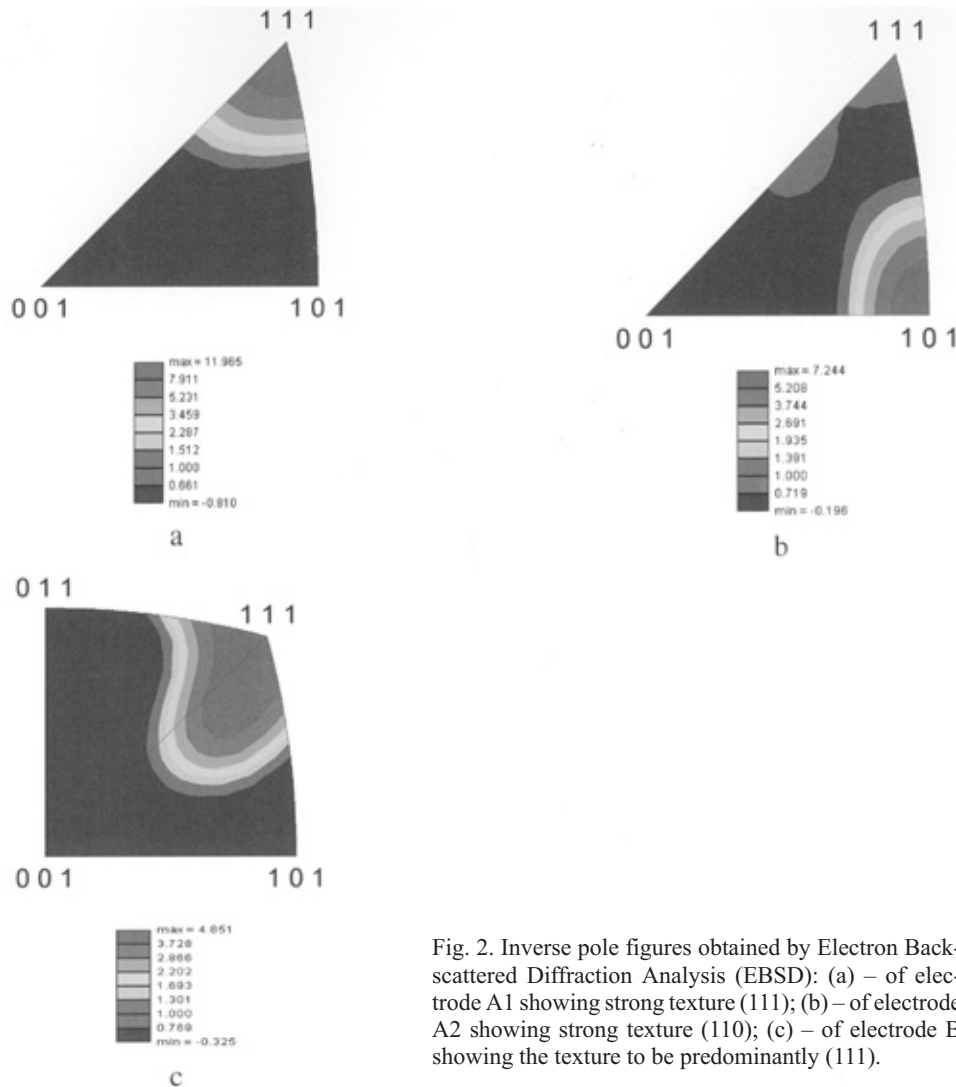 1 1 1
0 0 1
1 0 1
max = 11.965
7.911
5.231
3.459
2.287
1.512
1.000
0.661
min = -0.810
a
1 1 1
0 0 1
1 0 1
max = 7.244
5.208
3.744
2.691
1.935
1.391
1.000
0.719
min = -0.196
b
0 1 1
1 1 1
0 0 1
1 0 1
max = 4.851
3.728
2.866
2.202
1.693
1.301
1.000
0.769
min = -0.325
c
Fig. 2. Inverse pole figures obtained by Electron Back-
scattered Diffraction Analysis (EBSD): (a) – of elec-
trode A1 showing strong texture (111); (b) – of electrode
A2 showing strong texture (110); (c) – of electrode B
showing the texture to be predominantly (111).